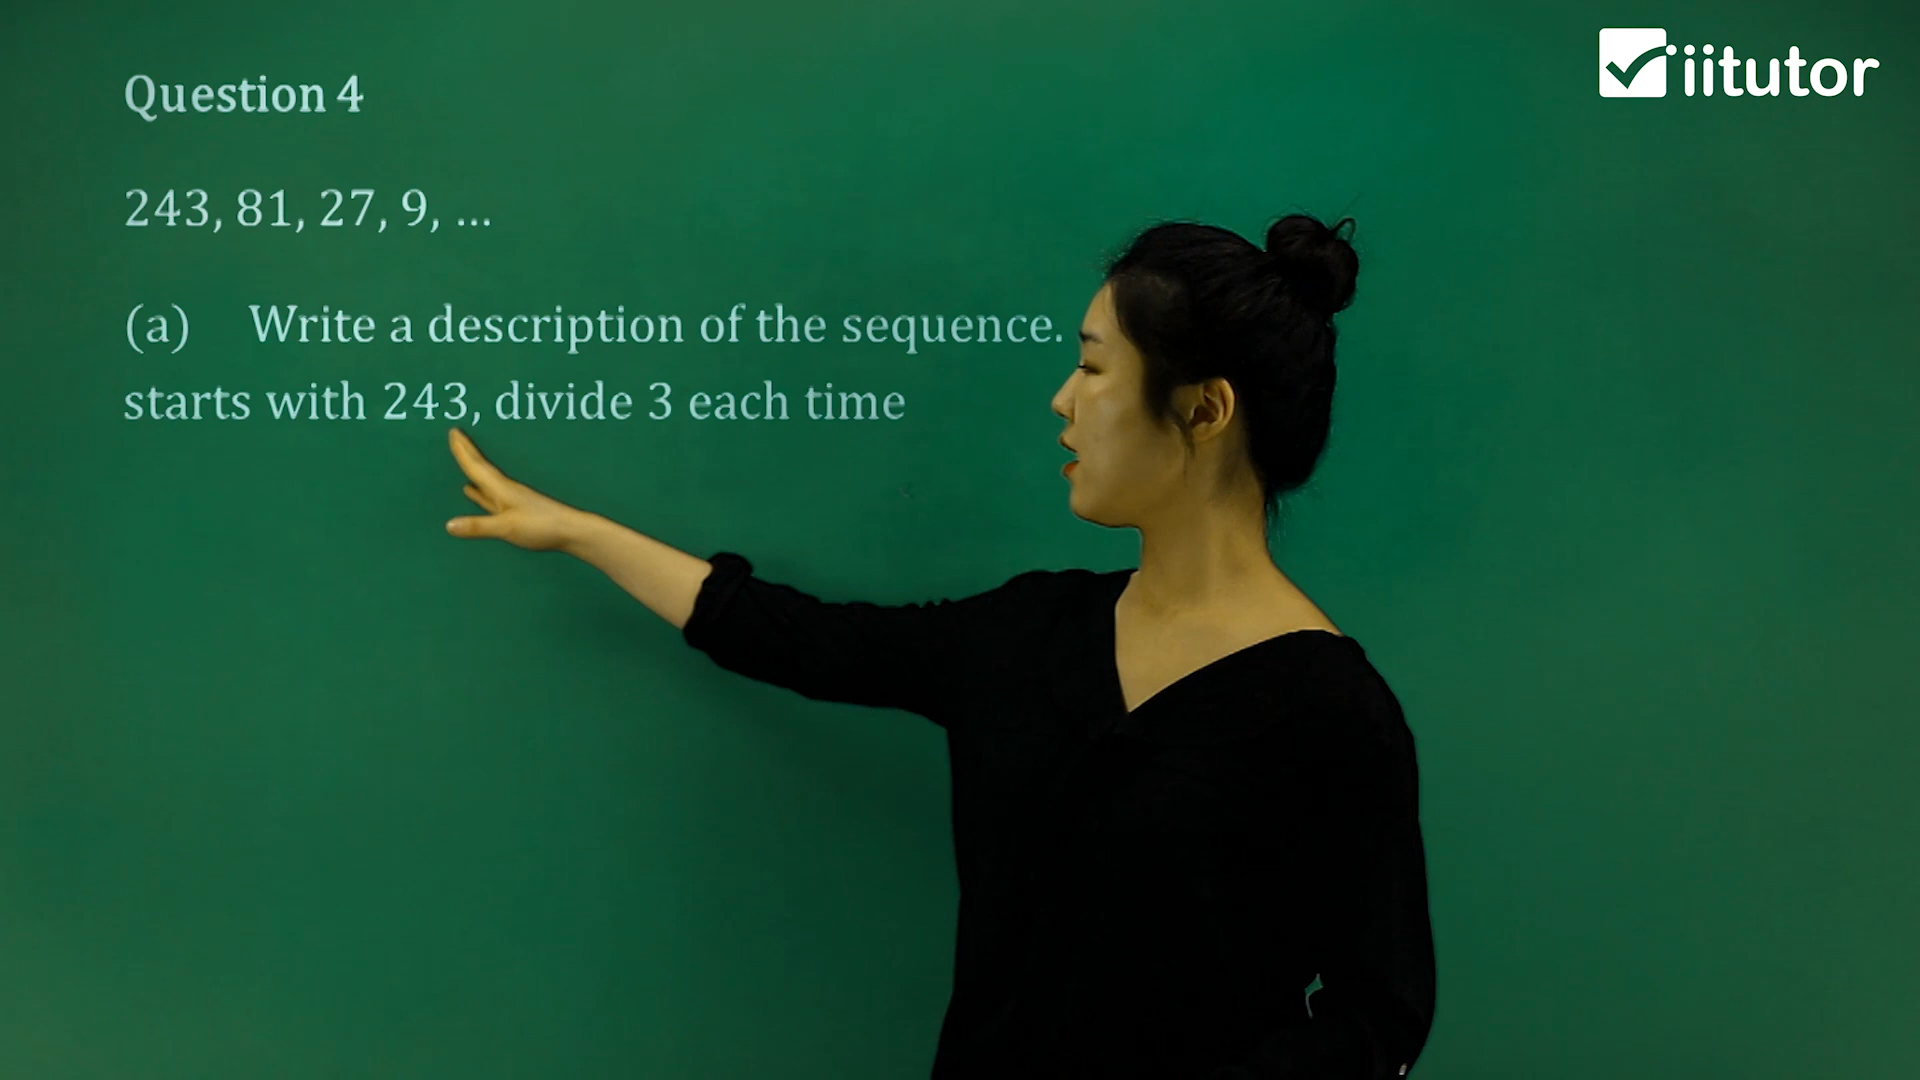 iitutor
Question 4
243, 81, 27, 9, ...
(a) Write a description of the sequence.
starts with 243, divide 3 each time